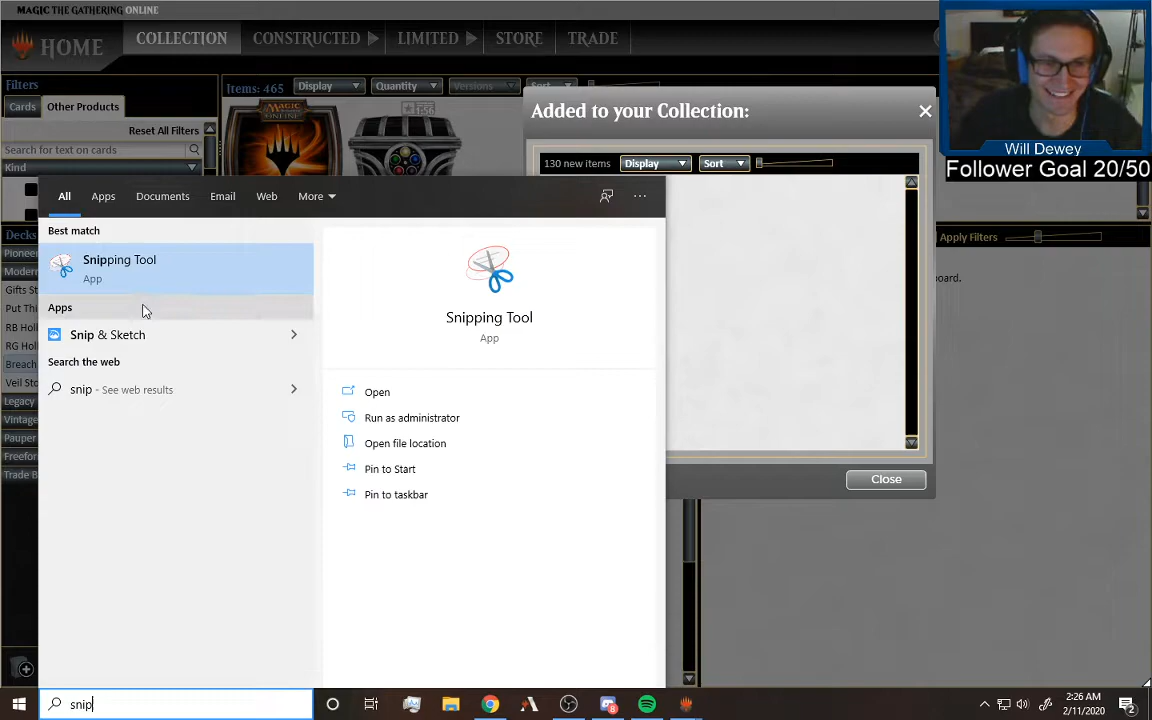 MAGIC THE GATHERING ONLINE
HOME
COLLECTION
CONSTRUCTED
LIMITED
STORE
TRADE
Filters
Items: 465
Display
Quantity
Versions
Sort
Cards
Other Products
Reset All Filters
Search for text on cards
Kind
Added to your Collection:
130 new items
Display
Sort
Close
Will Dewey
Follower Goal 20/50
Apply Filters
Decks
Pioneer
Modern
Gifts St
Put Thi
RB Holl
RG Holl
Breach
Veil Sto
Legacy
Vintage
Pauper
Freefor
Trade B
All
Apps
Documents
Email
Web
More
Best match
Snipping Tool
App
Apps
Snip & Sketch
Search the web
snip - See web results
Snipping Tool
App
Open
Run as administrator
Open file location
Pin to Start
Pin to taskbar
snip
2:26 AM
2/11/2020